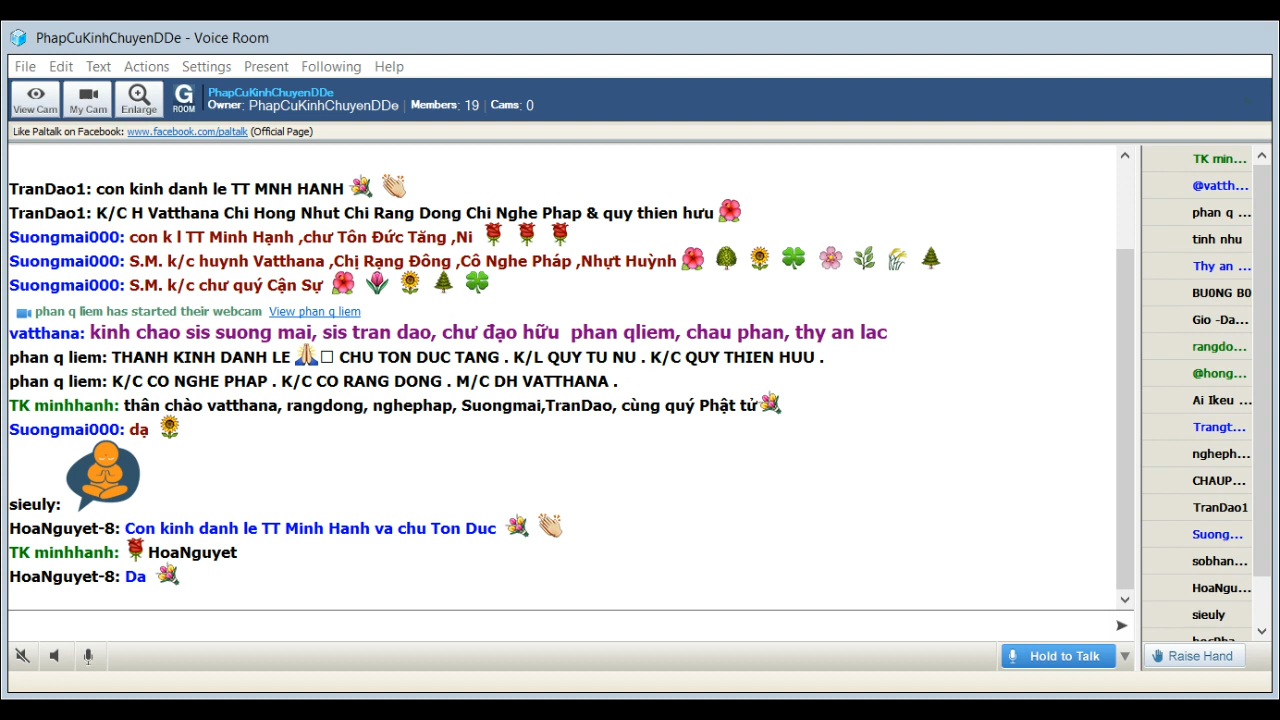 PhapCuKinhChuyenDDe - Voice Room
File Edit Text Actions Settings Present Following Help
View Cam My Cam Enlarge G ROOM PhapCuKinhChuyenDDe
Owner: PhapCuKinhChuyenDDe | Members: 19 | Cams: 0
Like Paltalk on Facebook: www.facebook.com/paltalk (Official Page)
TranDao1: con kinh danh le TT MNH HANH 💐 👏
TranDao1: K/C H Vatthana Chi Hong Nhut Chi Rang Dong Chi Nghe Phap & quy thien hưu 🌺
Suongmai000: con k l TT Minh Hạnh ,chư Tôn Đức Tăng ,Ni 🌹 🌹 🌹
Suongmai000: S.M. k/c huynh Vatthana ,Chị Rạng Đông ,Cô Nghe Pháp ,Nhựt Huỳnh 🌺 🌳 🌻 🍀 🌸 🌿 🌾 🌲
Suongmai000: S.M. k/c chư quý Cận Sự 🌺 🌷 🌻 🌲 🍀
phan q liem has started their webcam View phan q liem
vatthana: kinh chao sis suong mai, sis tran dao, chư đạo hữu phan qliem, chau phan, thy an lac
phan q liem: THANH KINH DANH LE 🙏□ CHU TON DUC TANG . K/L QUY TU NU . K/C QUY THIEN HUU .
phan q liem: K/C CO NGHE PHAP . K/C CO RANG DONG . M/C DH VATTHANA .
TK minhhanh: thân chào vatthana, rangdong, nghephap, Suongmai,TranDao, cùng quý Phật tử💐
Suongmai000: dạ 🌻
sieuly:
HoaNguyet-8: Con kinh danh le TT Minh Hanh va chu Ton Duc 💐 👏
TK minhhanh: 🌹HoaNguyet
HoaNguyet-8: Da 💐
Hold to Talk
TK min...
@vatth...
phan q ...
tinh nhu
Thy an ...
BU0NG B0
Gio -Da...
rangdo...
@hong...
Ai Ikeu ...
Trangt...
ngheph...
CHAUP...
TranDao1
Suong...
sobhan...
HoaNgu...
sieuly
Raise Hand